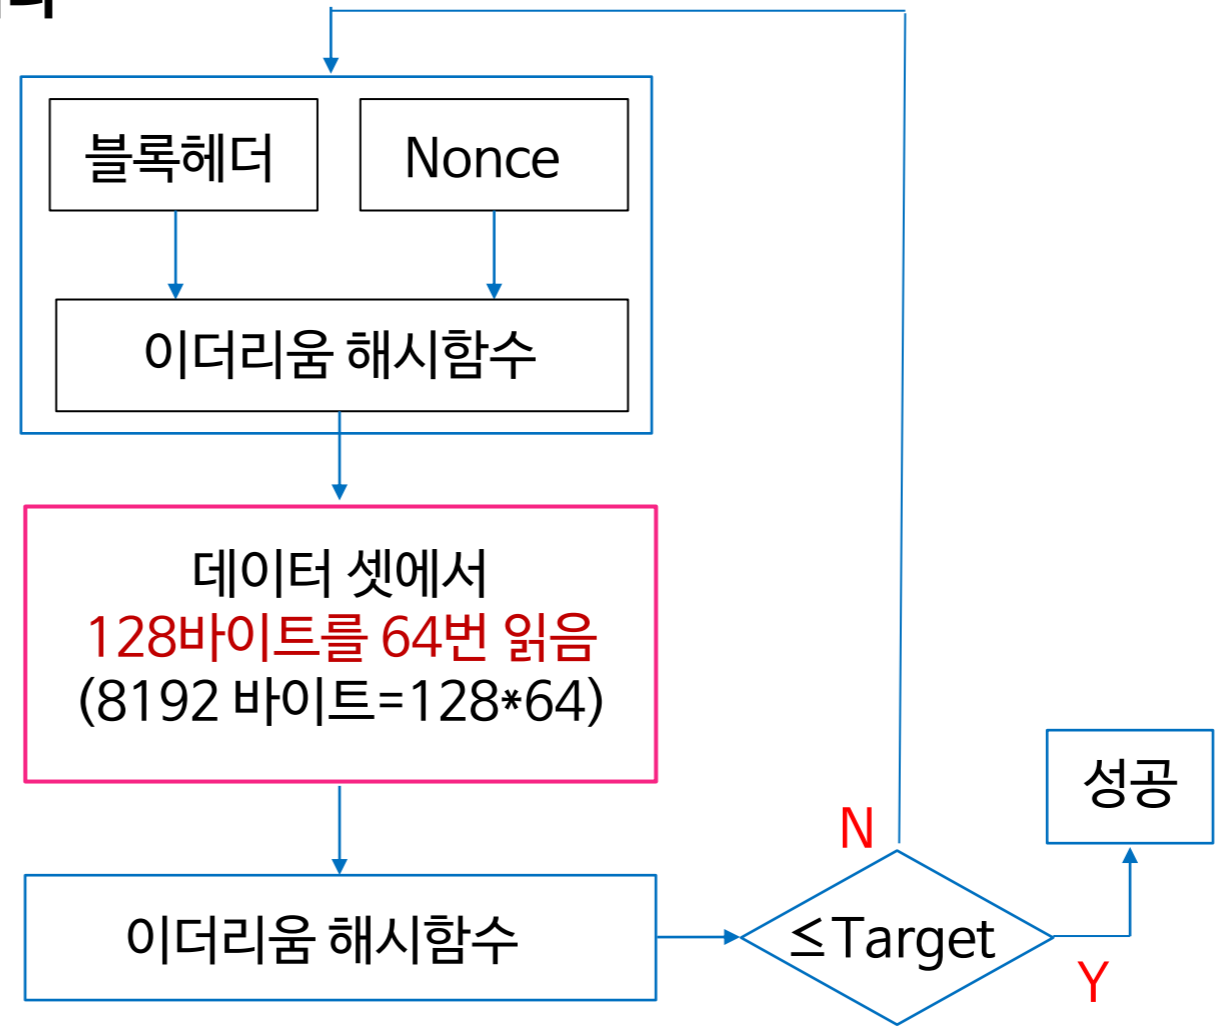 블록헤더
Nonce
이더리움 해시함수
데이터 셋에서
128바이트를 64번 읽음
(8192 바이트=128*64)
이더리움 해시함수
≤Target
N
Y
성공